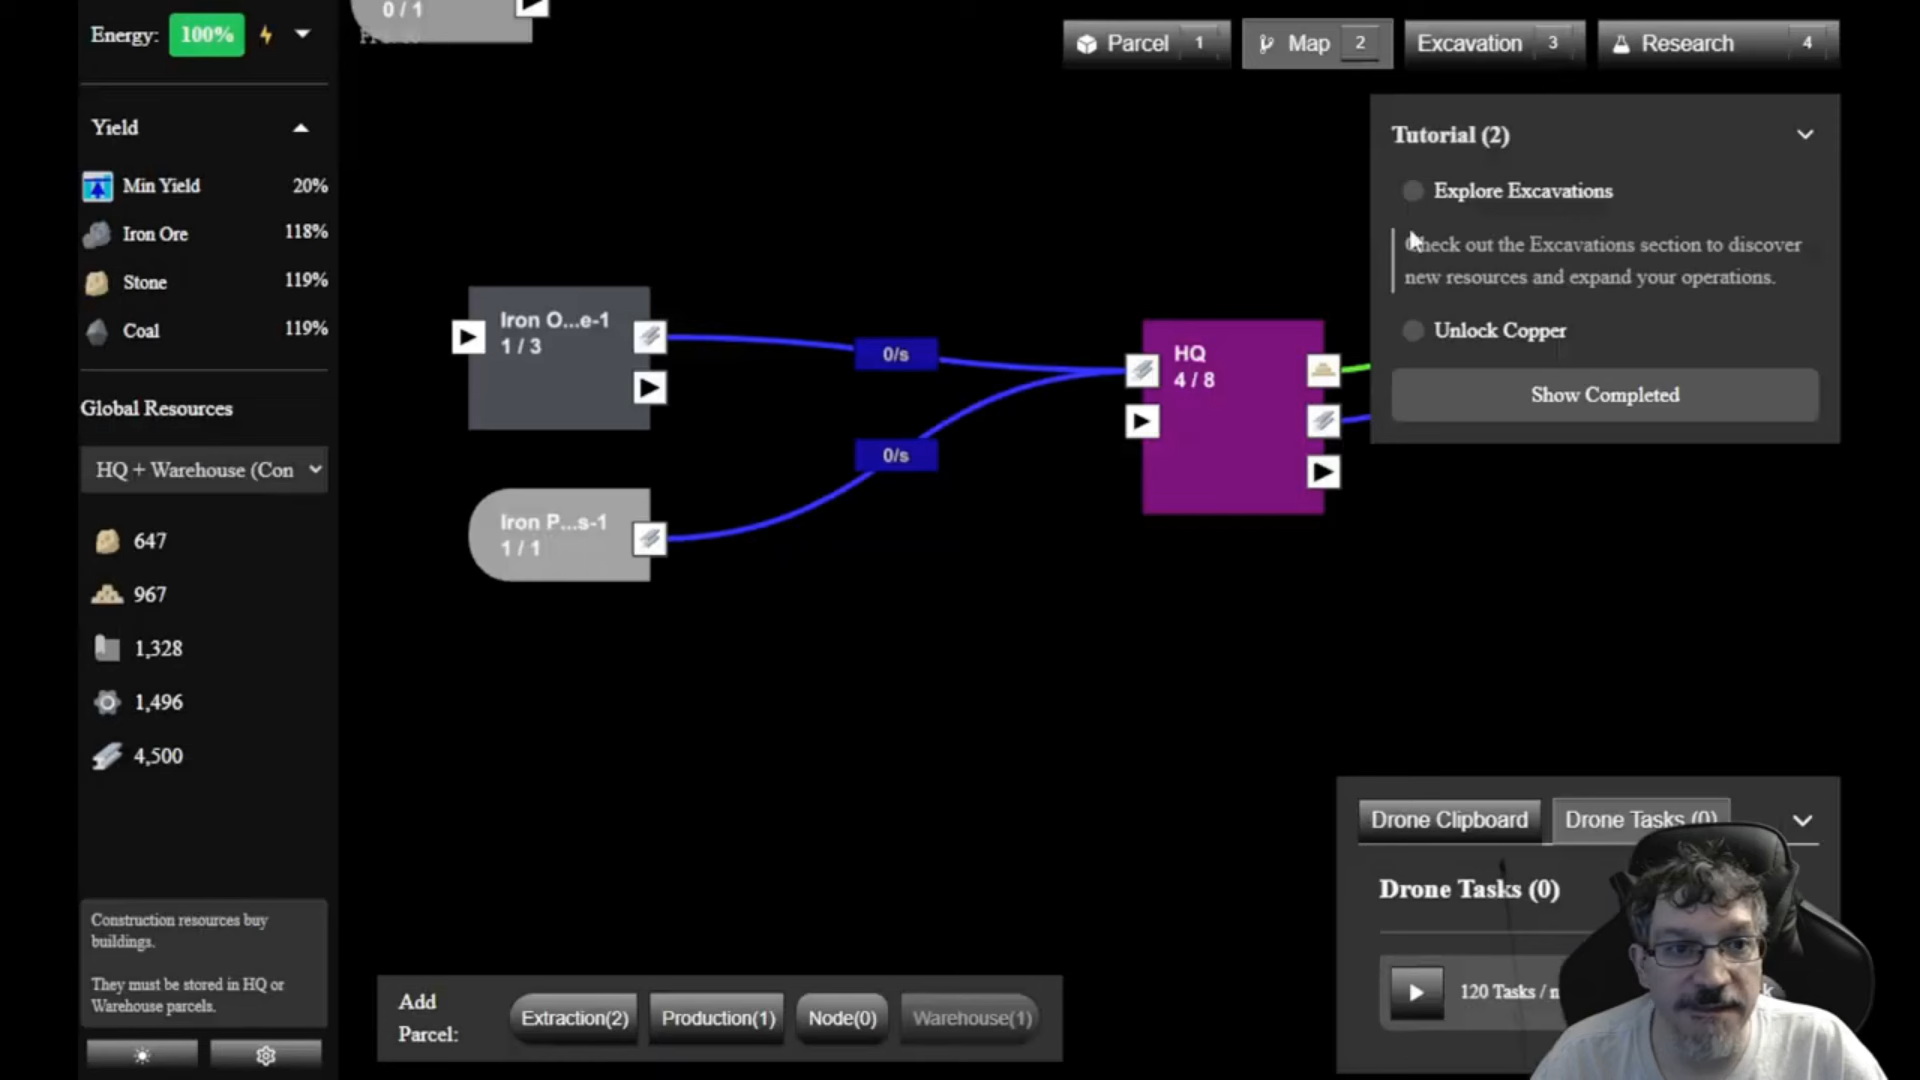 Energy: 100%
0 / 1
Parcel 1
Map 2
Excavation 3
Research 4
Yield
Min Yield 20%
Iron Ore 118%
Stone 119%
Coal 119%
Global Resources
HQ + Warehouse (Con
647
967
1,328
1,496
4,500
Construction resources buy
buildings.
They must be stored in HQ or
Warehouse parcels.
Iron O...e-1
1 / 3
0/s
Iron P...s-1
1 / 1
0/s
HQ
4 / 8
Tutorial (2)
Explore Excavations
Check out the Excavations section to discover
new resources and expand your operations.
Unlock Copper
Show Completed
Add
Parcel:
Extraction(2)
Production(1)
Node(0)
Warehouse(1)
Drone Clipboard
Drone Tasks (0)
Drone Tasks (0)
120 Tasks /